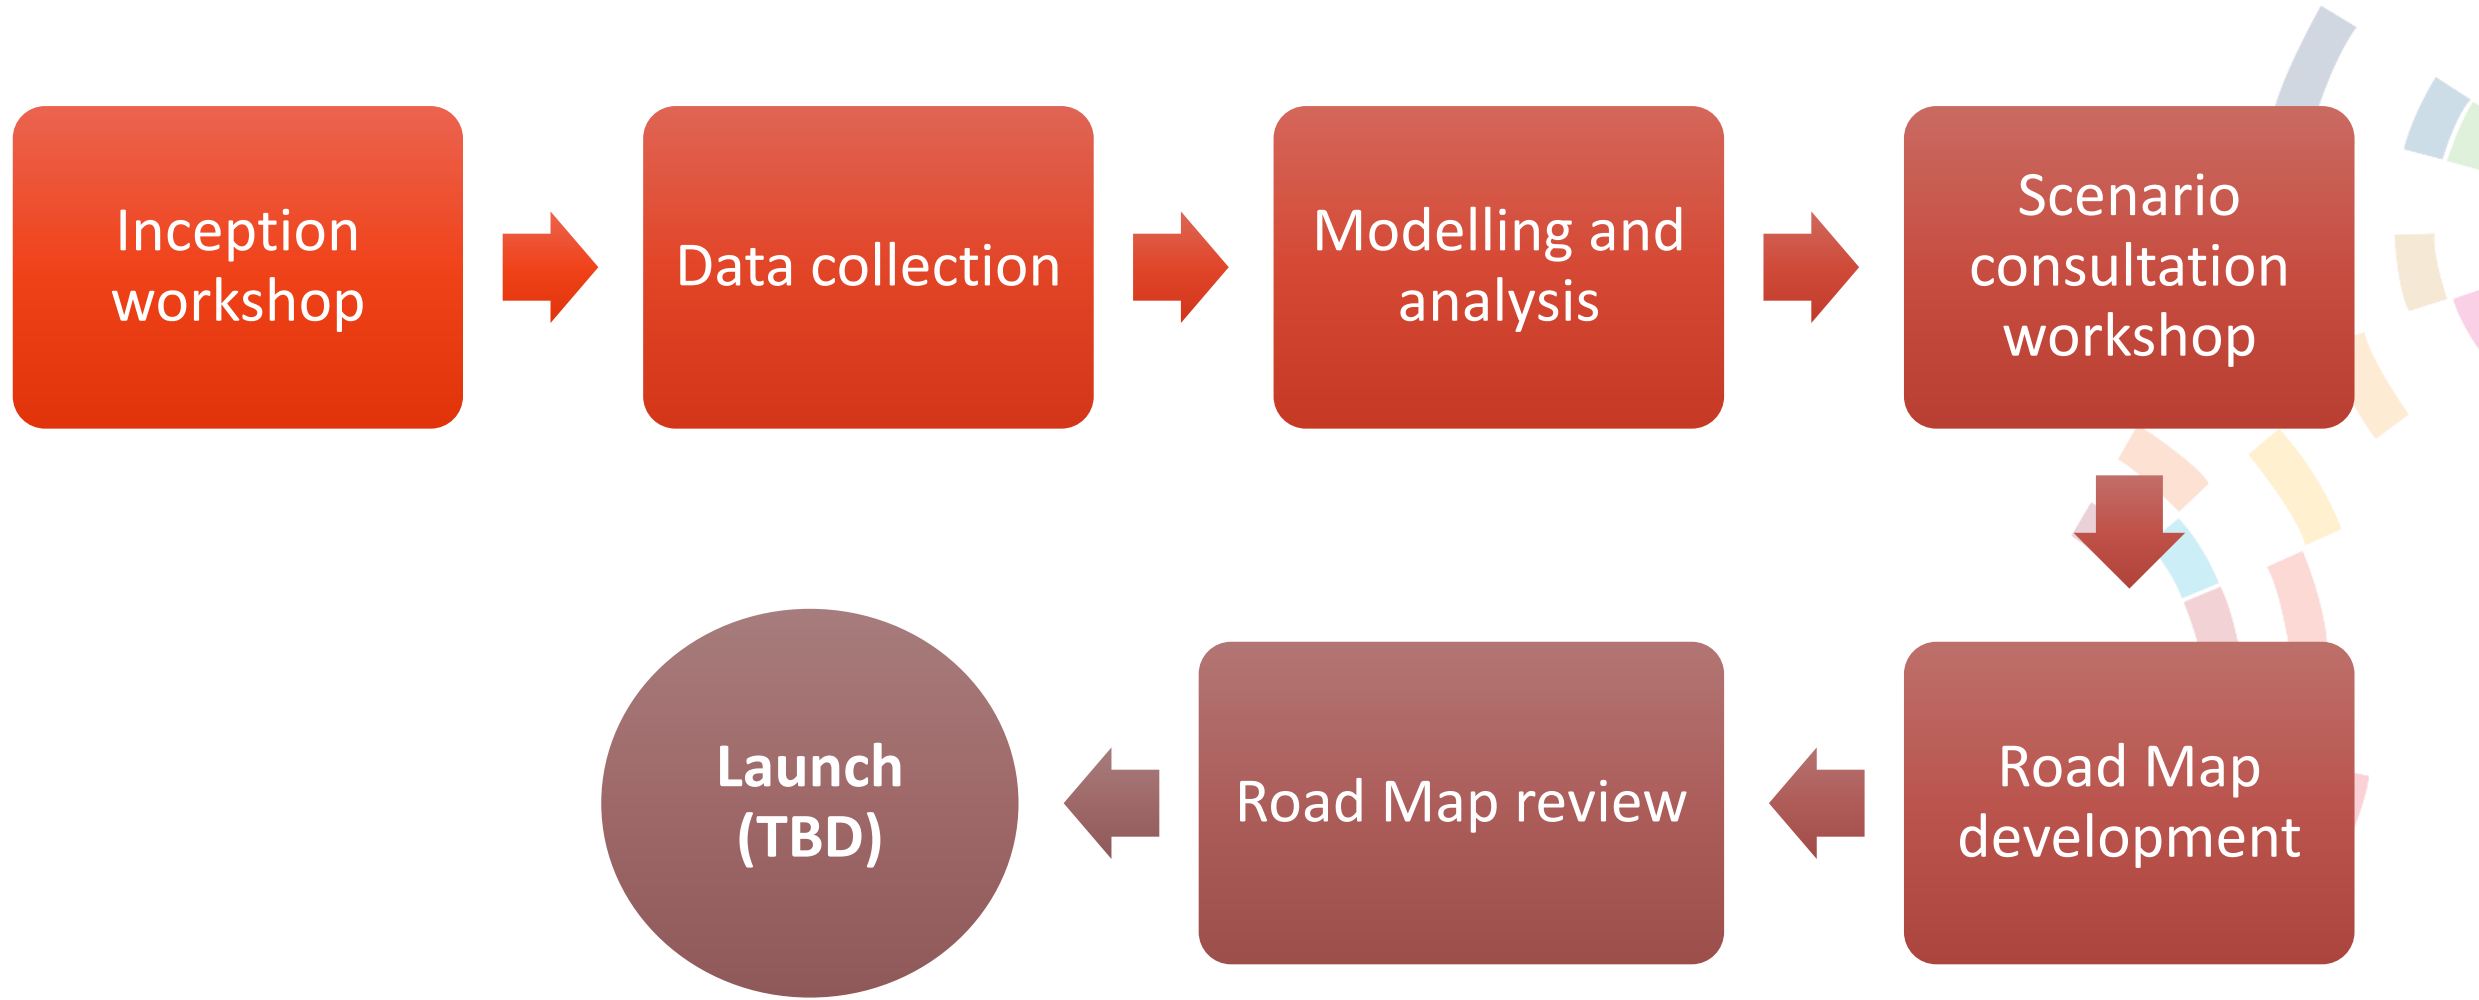 Inception
workshop
Data collection
Modelling and
analysis
Scenario
consultation
workshop
Road Map
development
Road Map review
Launch
(TBD)